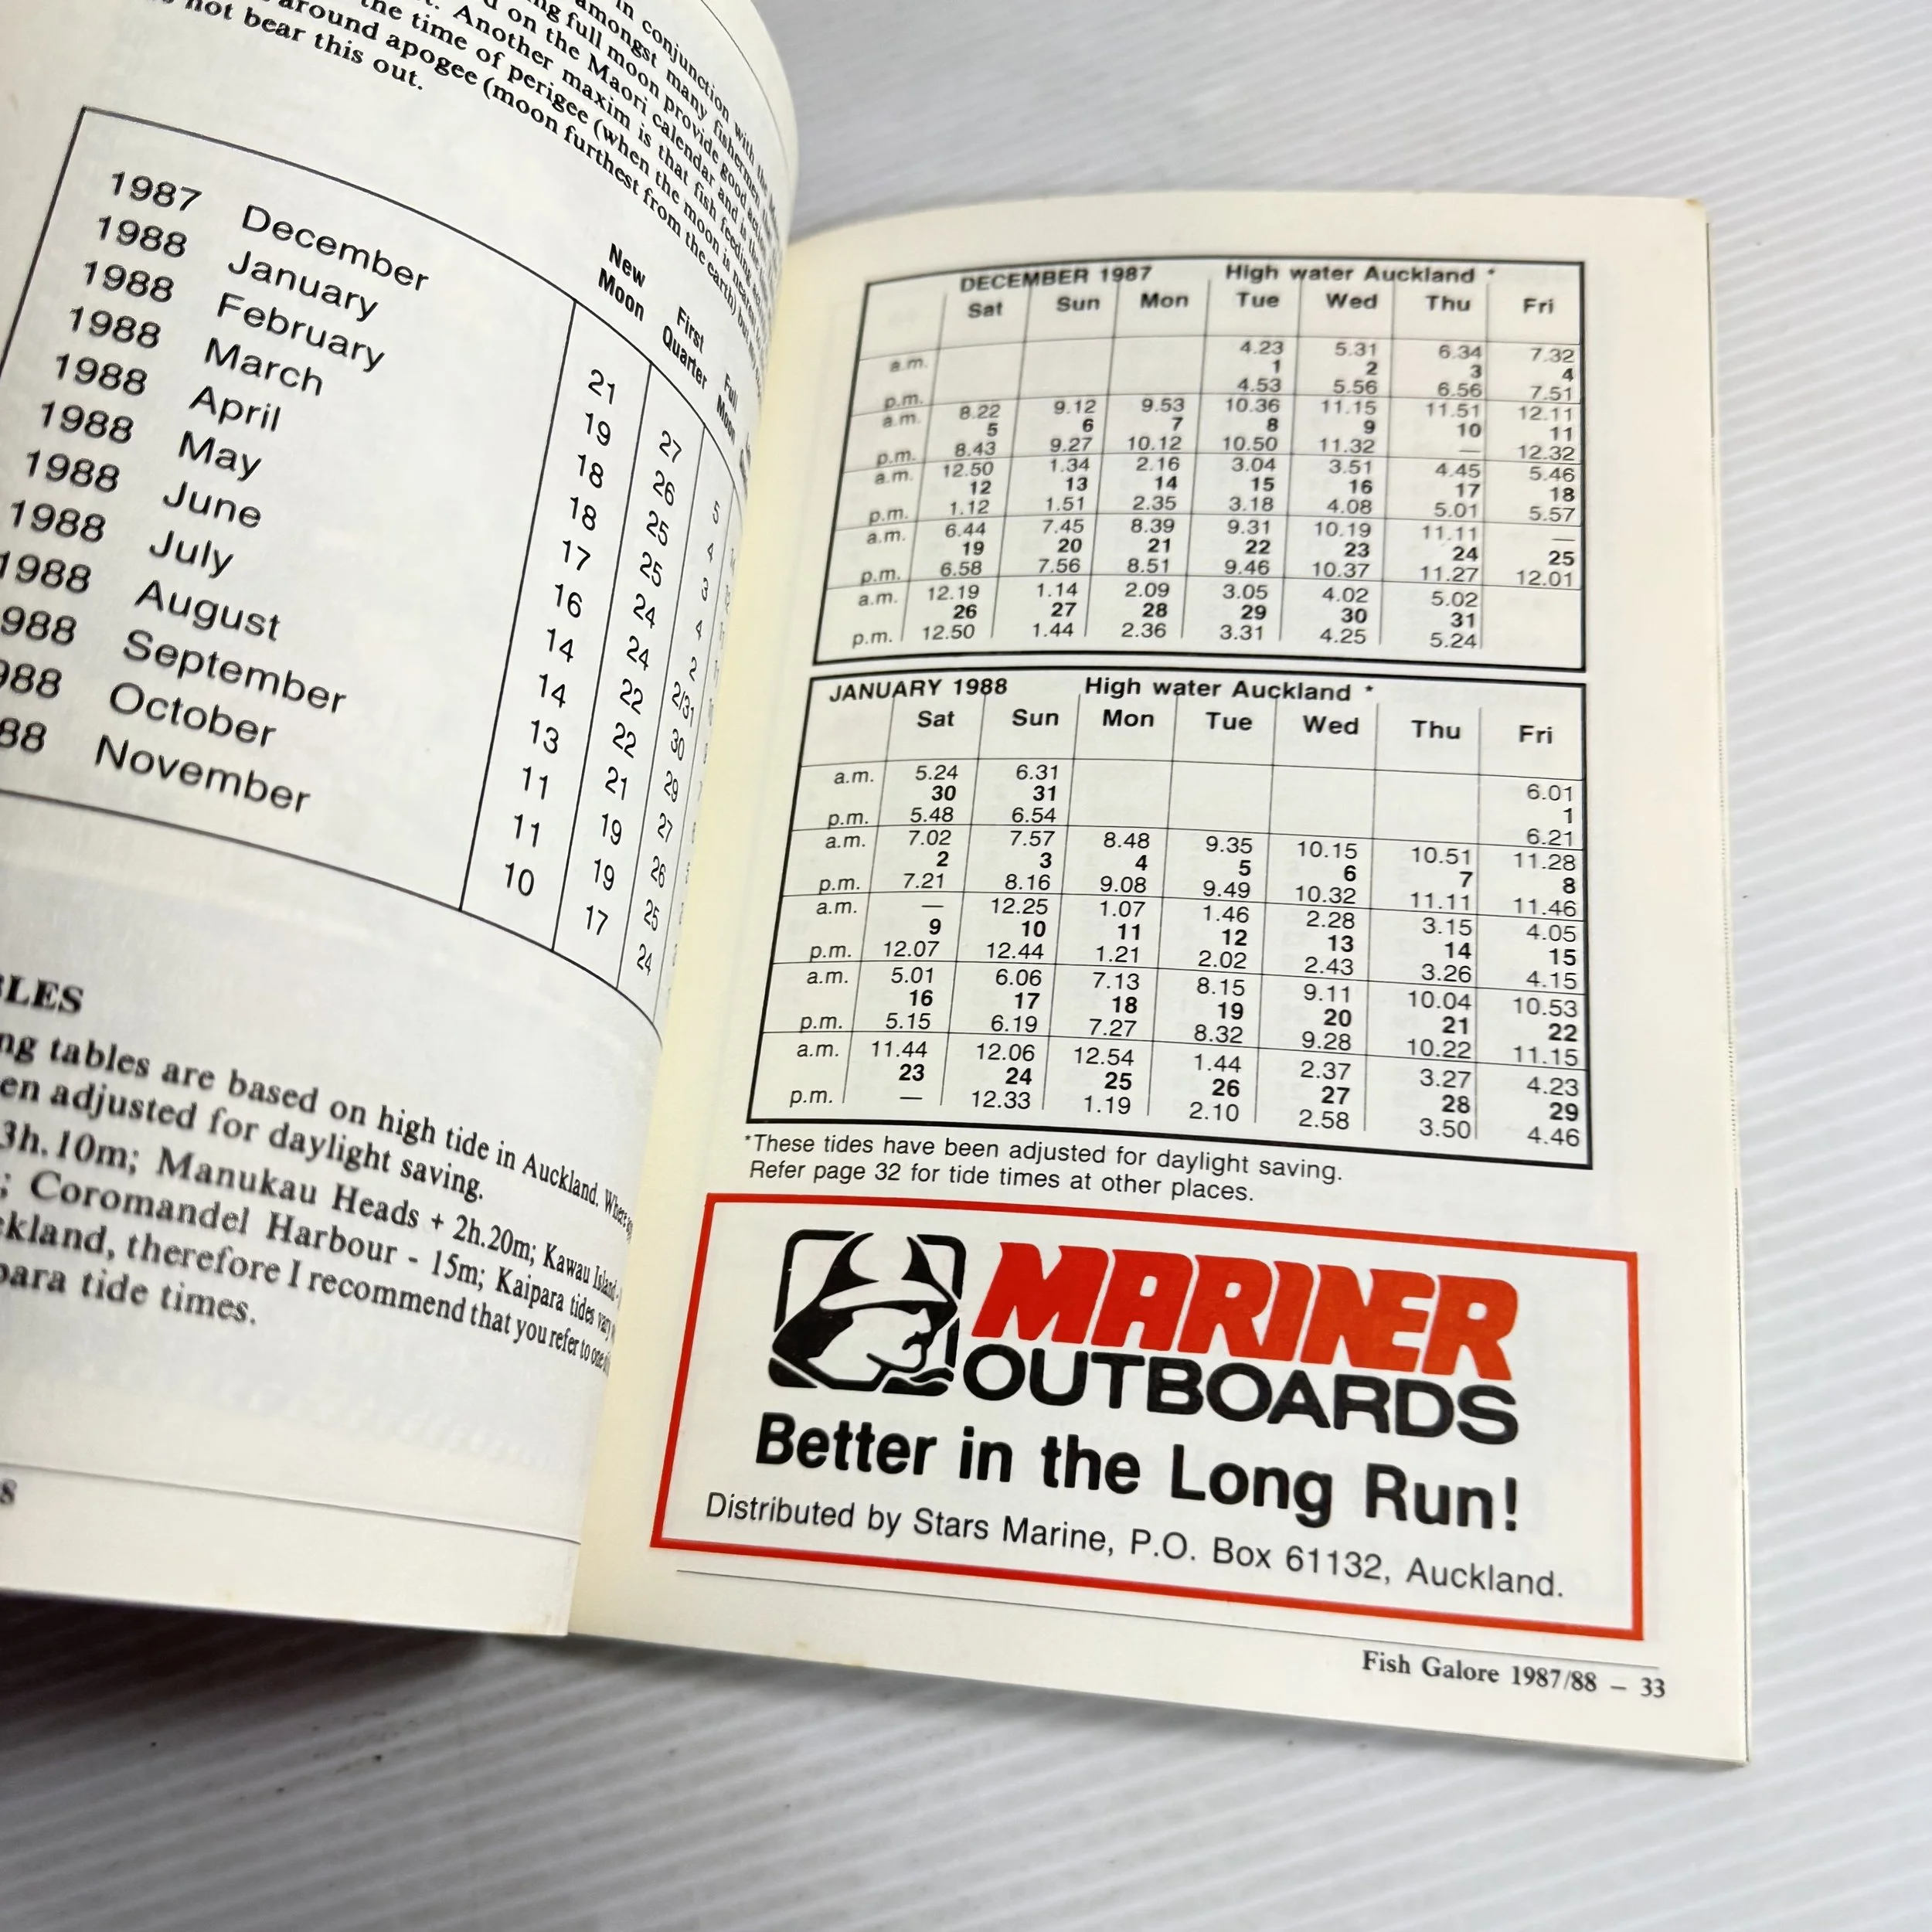 in conjunction with the
amongst many fishermen
ng full moon provide good
on the Maori calendar and in the
Another maxim is that fish feeding
the time of perigee (when the moon is
around apogee (moon furthest from the earth) but
not bear this out.
New Moon First Quarter Full Moon
1987 December 21 27 5
1988 January 19 26 4
1988 February 18 25 3
1988 March 18 25 4
1988 April 17 24 2
1988 May 16 24 2/31
1988 June 14 22 30
1988 July 14 22 29
1988 August 13 21 27
988 September 11 19 26
988 October 11 19 25
88 November 10 17 24
BLES
ng tables are based on high tide in Auckland. Where
en adjusted for daylight saving.
3h.10m; Manukau Heads + 2h.20m; Kawau Island -
; Coromandel Harbour - 15m; Kaipara tides vary
ckland, therefore I recommend that you refer to one
para tide times.
S
DECEMBER 1987 High water Auckland *
Sat Sun Mon Tue Wed Thu Fri
a.m. 4.23 5.31 6.34 7.32
1 2 3 4
p.m. 4.53 5.56 6.56 7.51
a.m. 8.22 9.12 9.53 10.36 11.15 11.51 12.11
5 6 7 8 9 10 11
p.m. 8.43 9.27 10.12 10.50 11.32 — 12.32
a.m. 12.50 1.34 2.16 3.04 3.51 4.45 5.46
12 13 14 15 16 17 18
p.m. 1.12 1.51 2.35 3.18 4.08 5.01 5.57
a.m. 6.44 7.45 8.39 9.31 10.19 11.11 —
19 20 21 22 23 24 25
p.m. 6.58 7.56 8.51 9.46 10.37 11.27 12.01
a.m. 12.19 1.14 2.09 3.05 4.02 5.02
26 27 28 29 30 31
p.m. 12.50 1.44 2.36 3.31 4.25 5.24
JANUARY 1988 High water Auckland *
Sat Sun Mon Tue Wed Thu Fri
a.m. 5.24 6.31 6.01
30 31 1
p.m. 5.48 6.54 6.21
a.m. 7.02 7.57 8.48 9.35 10.15 10.51 11.28
2 3 4 5 6 7 8
p.m. 7.21 8.16 9.08 9.49 10.32 11.11 11.46
a.m. — 12.25 1.07 1.46 2.28 3.15 4.05
9 10 11 12 13 14 15
p.m. 12.07 12.44 1.21 2.02 2.43 3.26 4.15
a.m. 5.01 6.06 7.13 8.15 9.11 10.04 10.53
16 17 18 19 20 21 22
p.m. 5.15 6.19 7.27 8.32 9.28 10.22 11.15
a.m. 11.44 12.06 12.54 1.44 2.37 3.27 4.23
23 24 25 26 27 28 29
p.m. — 12.33 1.19 2.10 2.58 3.50 4.46
*These tides have been adjusted for daylight saving.
Refer page 32 for tide times at other places.
MARINER
OUTBOARDS
Better in the Long Run!
Distributed by Stars Marine, P.O. Box 61132, Auckland.
Fish Galore 1987/88 – 33